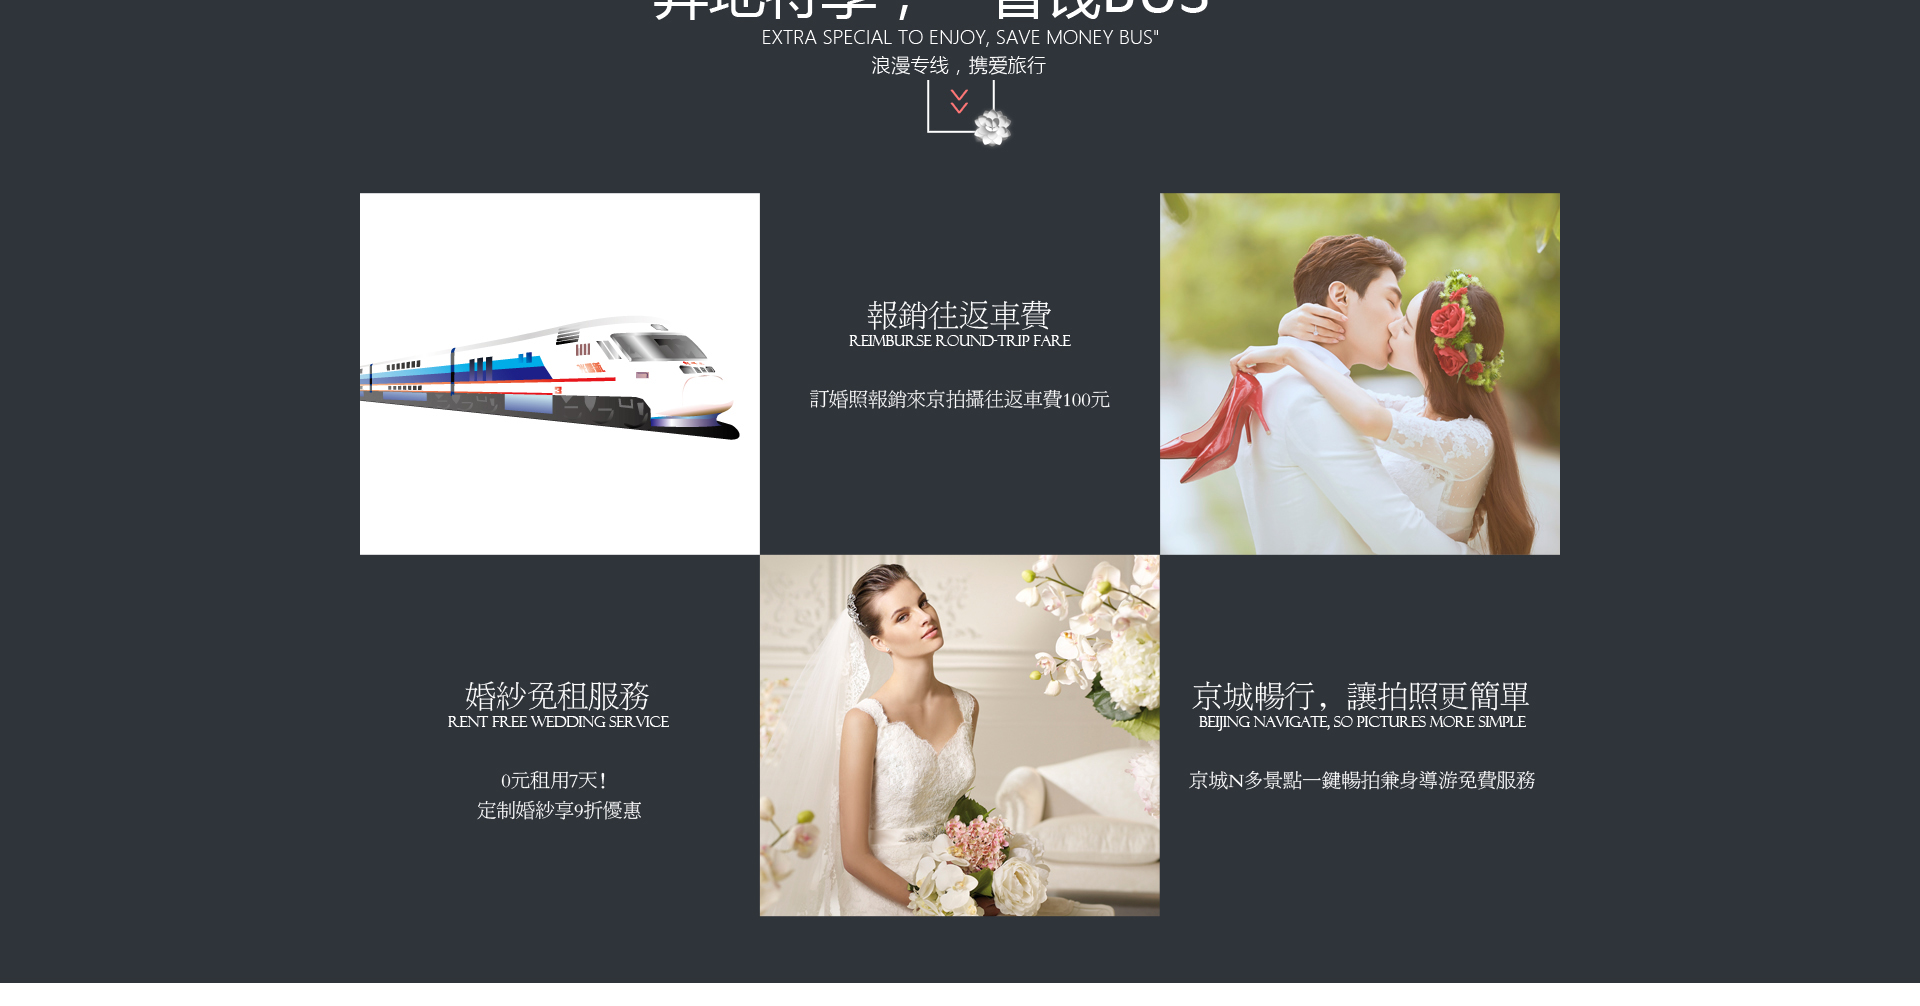 EXTRA SPECIAL TO ENJOY, SAVE MONEY BUS"
浪漫专线，携爱旅行
報銷往返車費
REIMBURSE ROUND-TRIP FARE
訂婚照報銷來京拍攝往返車費100元
婚紗免租服務
RENT FREE WEDDING SERVICE
0元租用7天！
定制婚紗享9折優惠
京城暢行，讓拍照更簡單
BEIJING NAVIGATE, SO PICTURES MORE SIMPLE
京城N多景點一鍵暢拍兼身導游免費服務